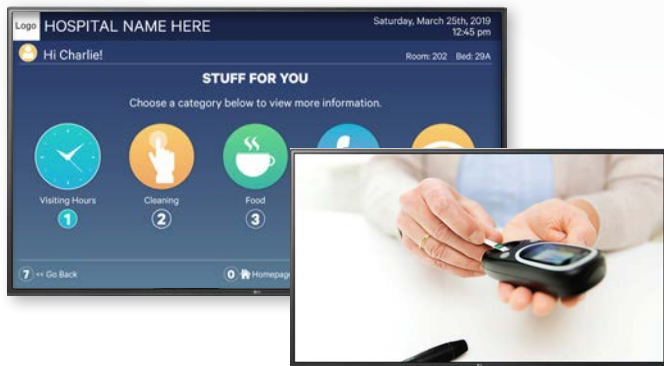 Logo
HOSPITAL NAME HERE
Saturday, March 25th, 2019
12:45 pm
Hi Charlie!
Room: 202 Bed: 29A
STUFF FOR YOU
Choose a category below to view more information.
Visiting Hours
Cleaning
Food
1
2
3
7 << Go Back
0 Homepage